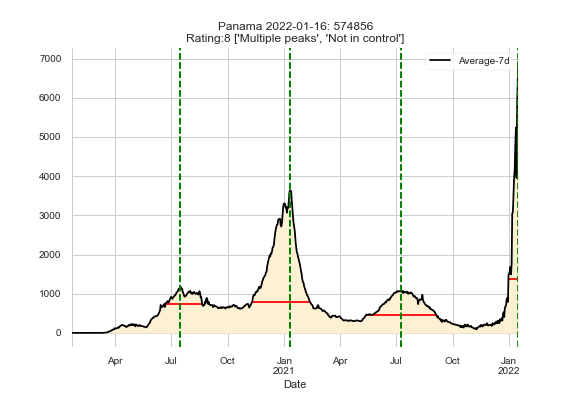 Panama 2022-01-16: 574856
Rating:8 ['Multiple peaks', 'Not in control']
Average-7d
7000
6000
5000
4000
3000
2000
1000
0
Apr Jul Oct Jan Apr Jul Oct Jan
2021 2022
Date